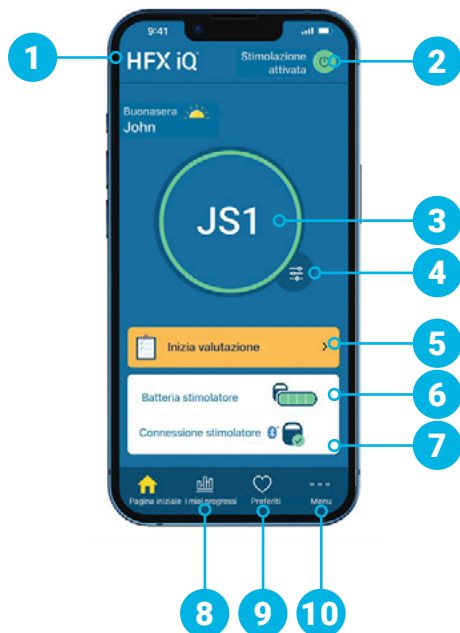 9:41
1
HFX iQ
Stimolazione
attivata
2
Buonasera
John
JS1
3
4
Inizia valutazione
5
Batteria stimolatore
6
Connessione stimolatore
7
Pagina iniziale
I miei progressi
Preferiti
Menu
8
9
10